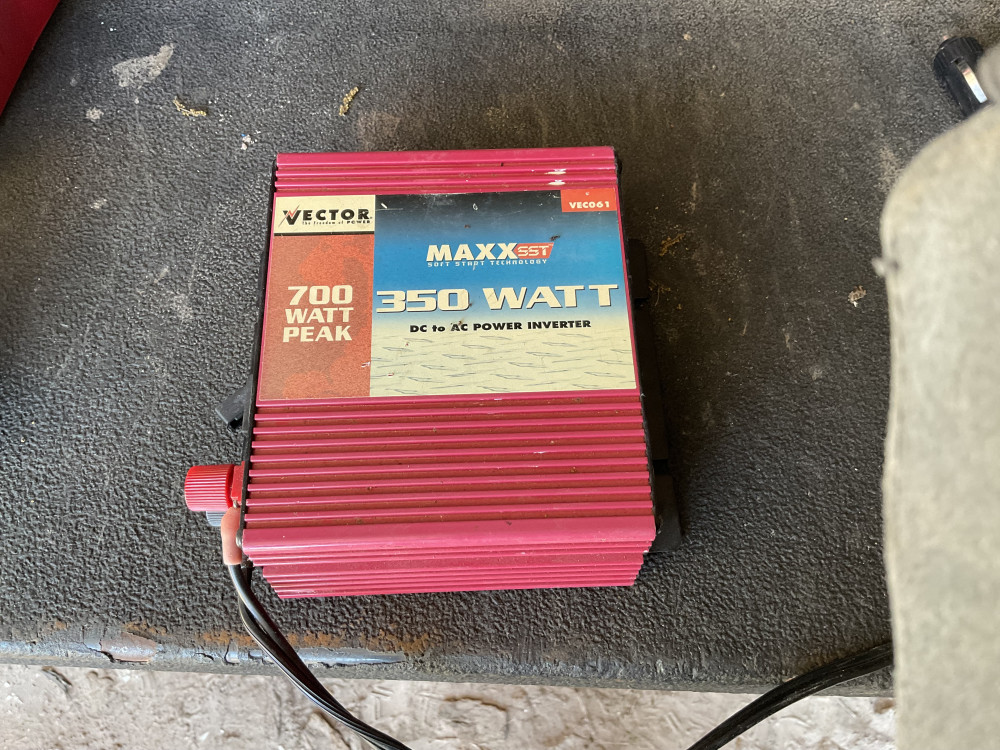 VECTOR
The freedom of POWER
VEC061
MAXX SST
SOFT START TECHNOLOGY
700
WATT
PEAK
350 WATT
DC to AC POWER INVERTER